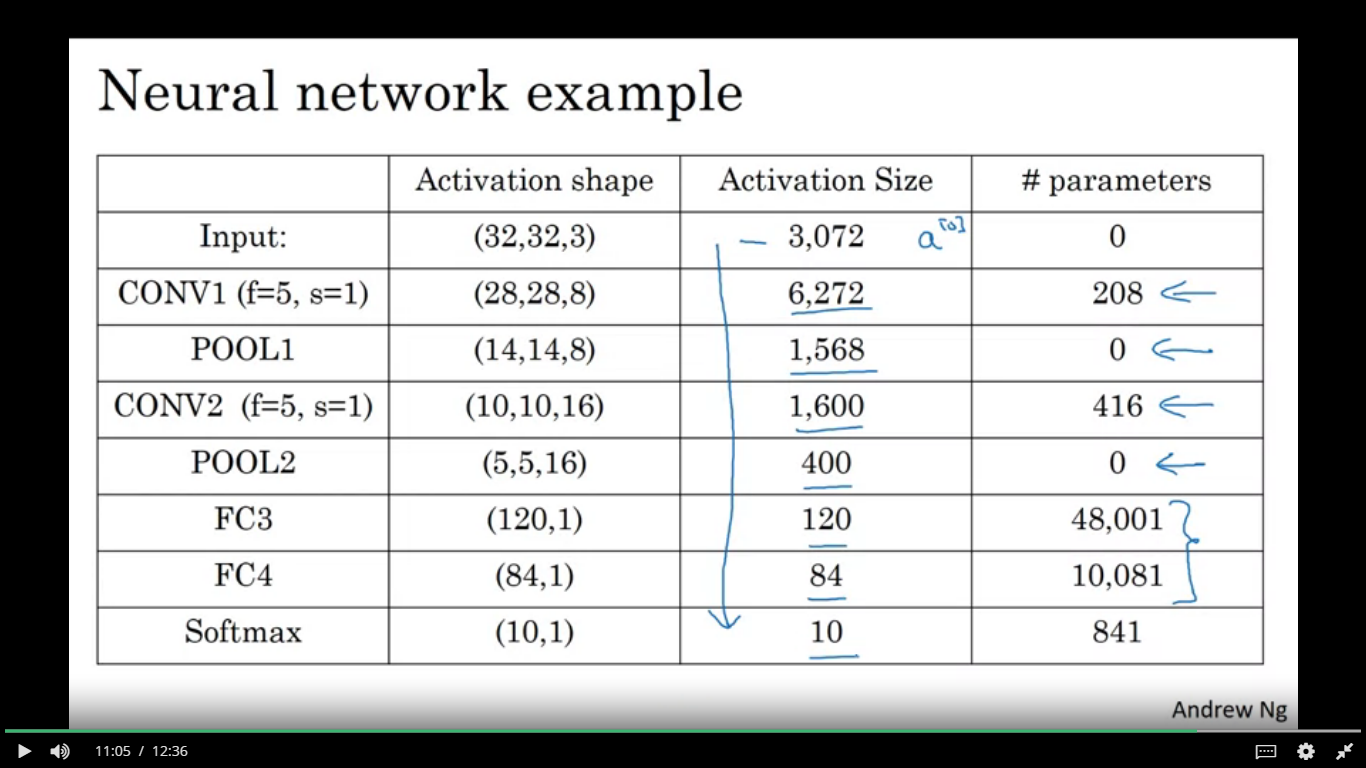 Neural network example
Activation shape Activation Size # parameters
Input: (32,32,3) 3,072 a[0] 0
CONV1 (f=5, s=1) (28,28,8) 6,272 208
POOL1 (14,14,8) 1,568 0
CONV2 (f=5, s=1) (10,10,16) 1,600 416
POOL2 (5,5,16) 400 0
FC3 (120,1) 120 48,001
FC4 (84,1) 84 10,081
Softmax (10,1) 10 841
Andrew Ng
11:05 / 12:36